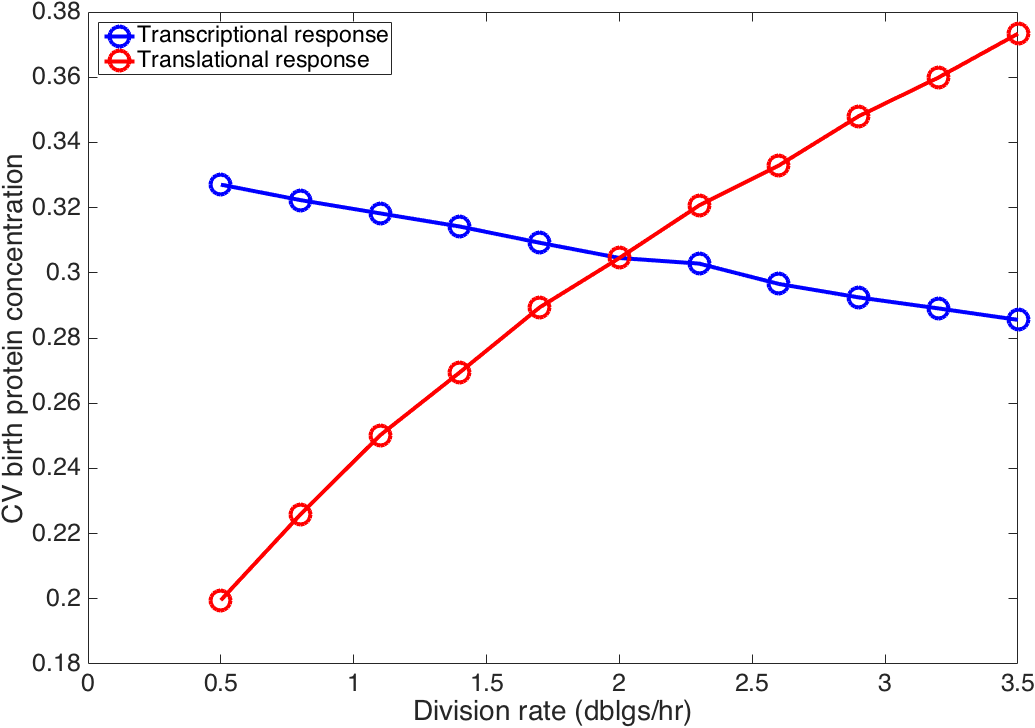 0.38
0.36
0.34
0.32
0.3
0.28
0.26
0.24
0.22
0.2
0.18
CV birth protein concentration
Transcriptional response
Translational response
0 0.5 1 1.5 2 2.5 3 3.5
Division rate (dblgs/hr)